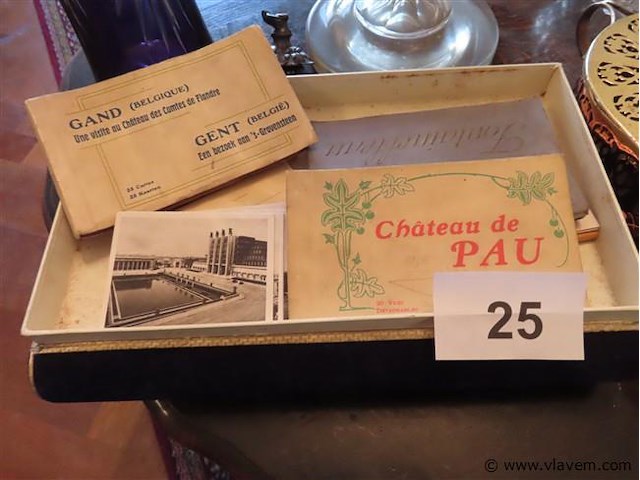 GAND (BELGIQUE)
Une visite au Château des Comtes de Flandre
GENT (BELGIË)
Een bezoek aan 's-Gravensteen
Fontainebleau
Château de
PAU
25
© www.vlavem.com